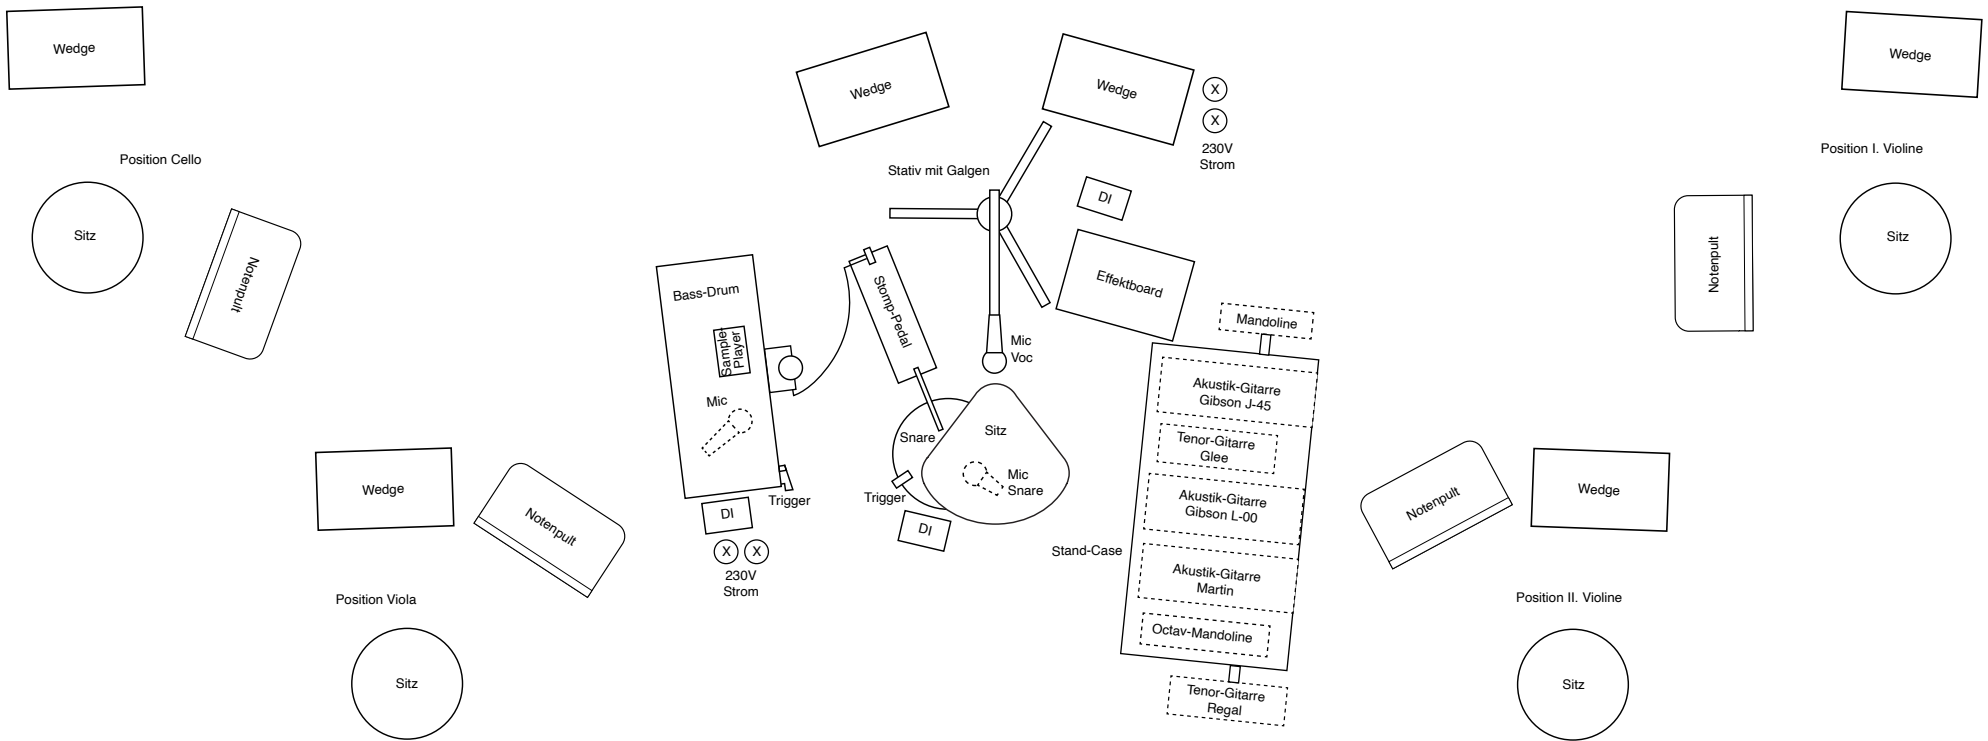 Wedge
Wedge
Wedge
Wedge
X
X
230V
Strom
Position Cello
Position I. Violine
Stativ mit Galgen
DI
Sitz
Sitz
Notenpult
Notenpult
Bass-Drum
Stomp-Pedal
Effektboard
Mandoline
Sample-
Player
Mic
Voc
Akustik-Gitarre
Gibson J-45
Mic
Snare
Sitz
Tenor-Gitarre
Glee
Mic
Snare
Trigger
Trigger
Akustik-Gitarre
Gibson L-00
Wedge
Notenpult
DI
DI
Notenpult
Wedge
X
X
230V
Strom
Stand-Case
Akustik-Gitarre
Martin
Position Viola
Position II. Violine
Octav-Mandoline
Sitz
Sitz
Tenor-Gitarre
Regal